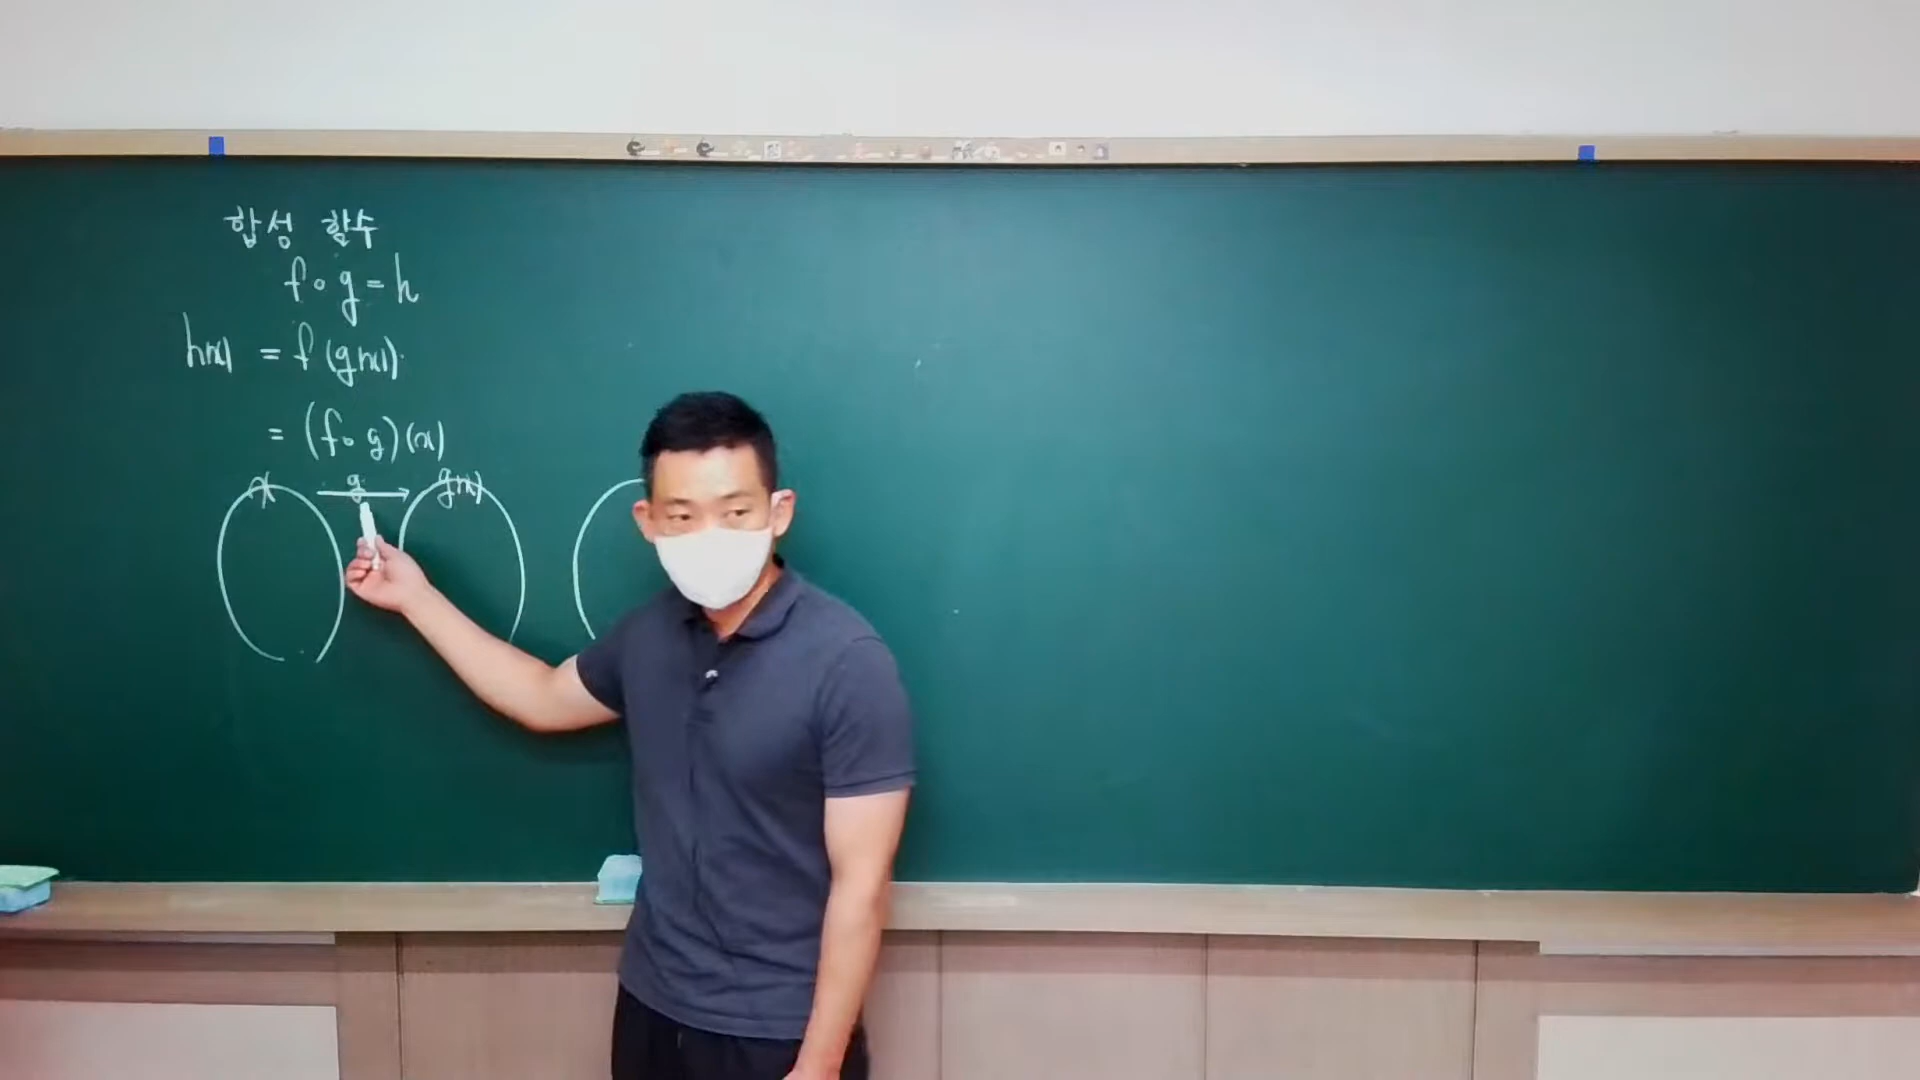 합성 함수
f∘g=h
h(x) = f(g(x))
= (f∘g)(x)
x g g(x)